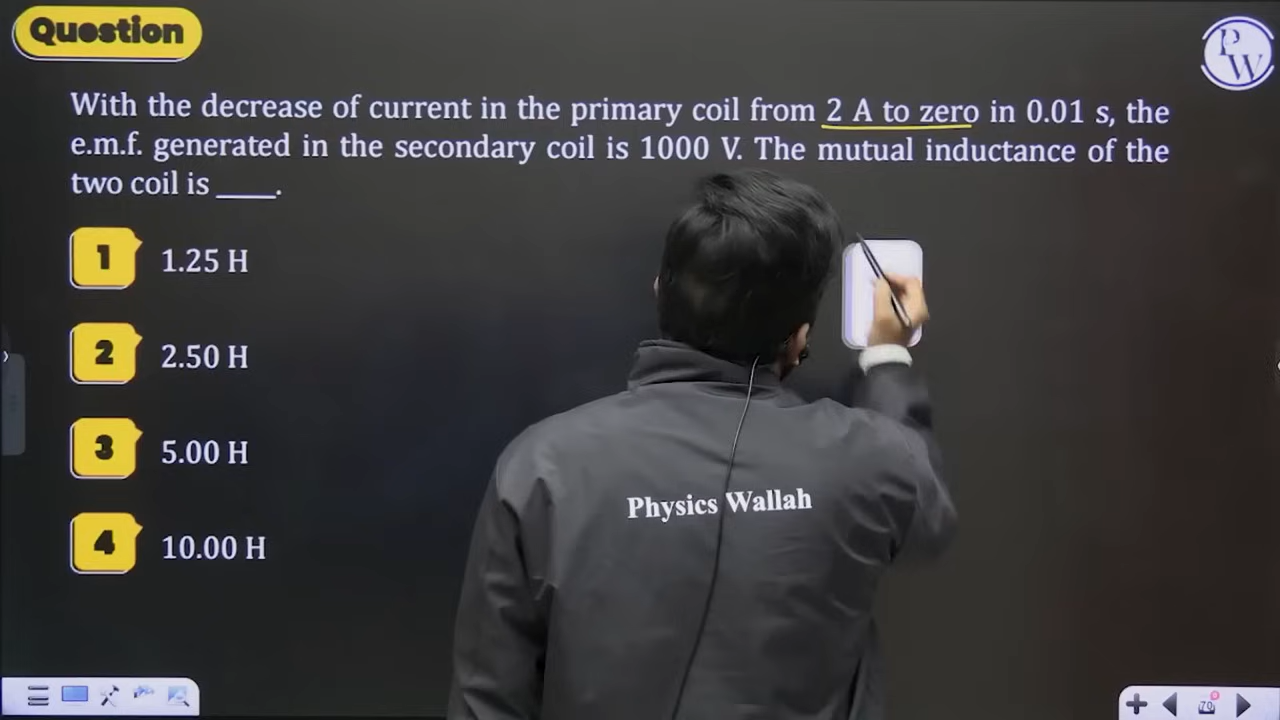 Question
PW
With the decrease of current in the primary coil from 2 A to zero in 0.01 s, the
e.m.f. generated in the secondary coil is 1000 V. The mutual inductance of the
two coil is ____.
1 1.25 H
2 2.50 H
3 5.00 H
4 10.00 H
Physics Wallah
70